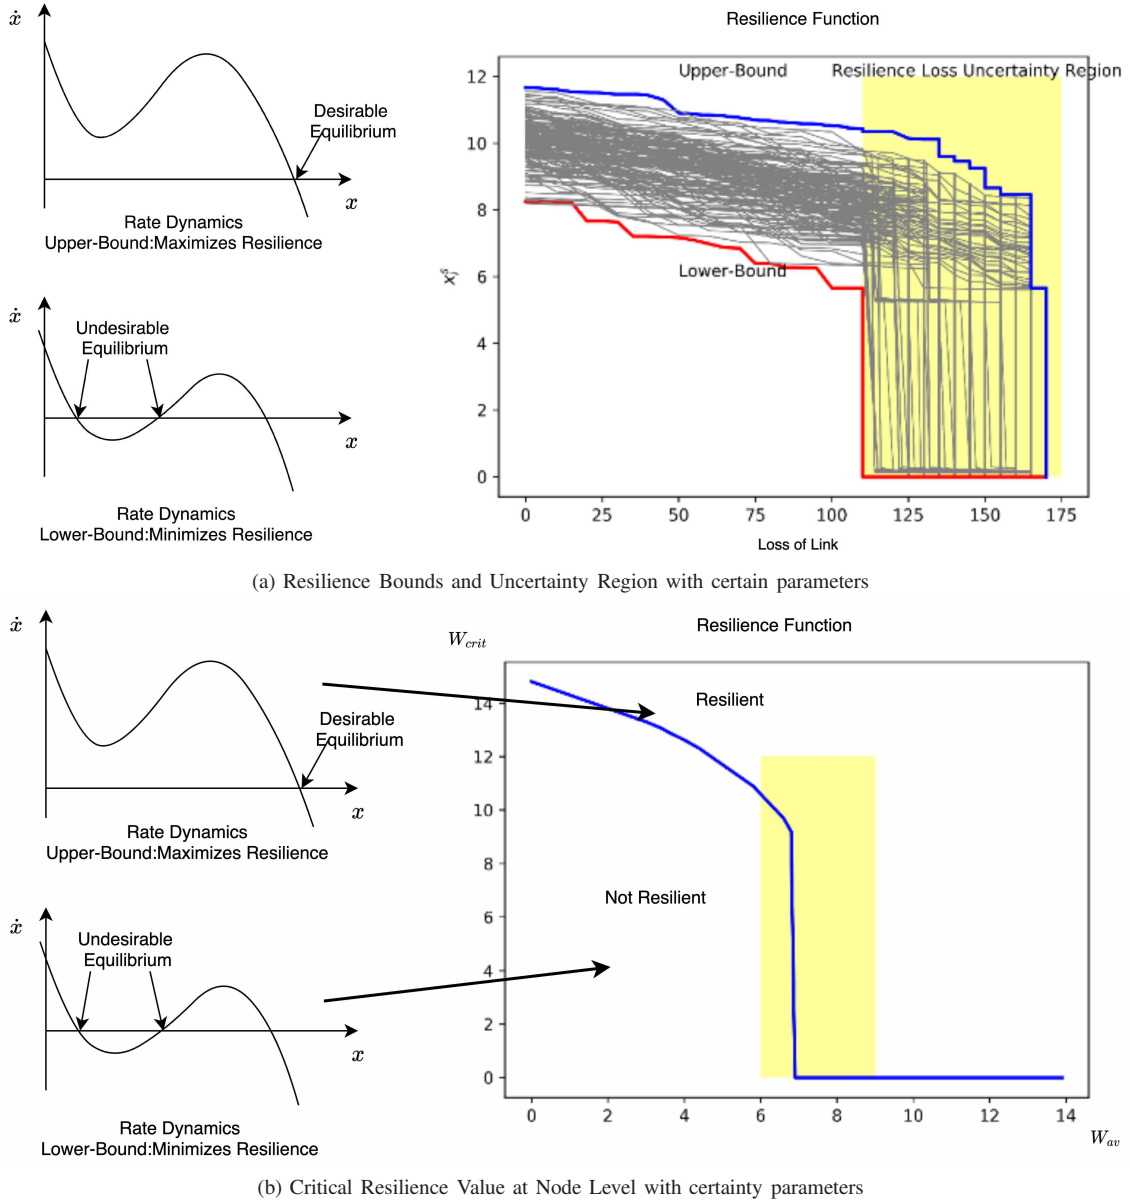 ẋ
Desirable
Equilibrium
x
Rate Dynamics
Upper-Bound:Maximizes Resilience
ẋ
Undesirable
Equilibrium
x
Rate Dynamics
Lower-Bound:Minimizes Resilience
Resilience Function
Upper-Bound
Resilience Loss Uncertainty Region
12
10
8
6
4
2
0
x_i^s
Lower-Bound
0 25 50 75 100 125 150 175
Loss of Link
(a) Resilience Bounds and Uncertainty Region with certain parameters
ẋ
Desirable
Equilibrium
x
Rate Dynamics
Upper-Bound:Maximizes Resilience
ẋ
Undesirable
Equilibrium
x
Rate Dynamics
Lower-Bound:Minimizes Resilience
Resilience Function
W_crit
Resilient
Not Resilient
14
12
10
8
6
4
2
0
0 2 4 6 8 10 12 14
W_av
(b) Critical Resilience Value at Node Level with certainty parameters